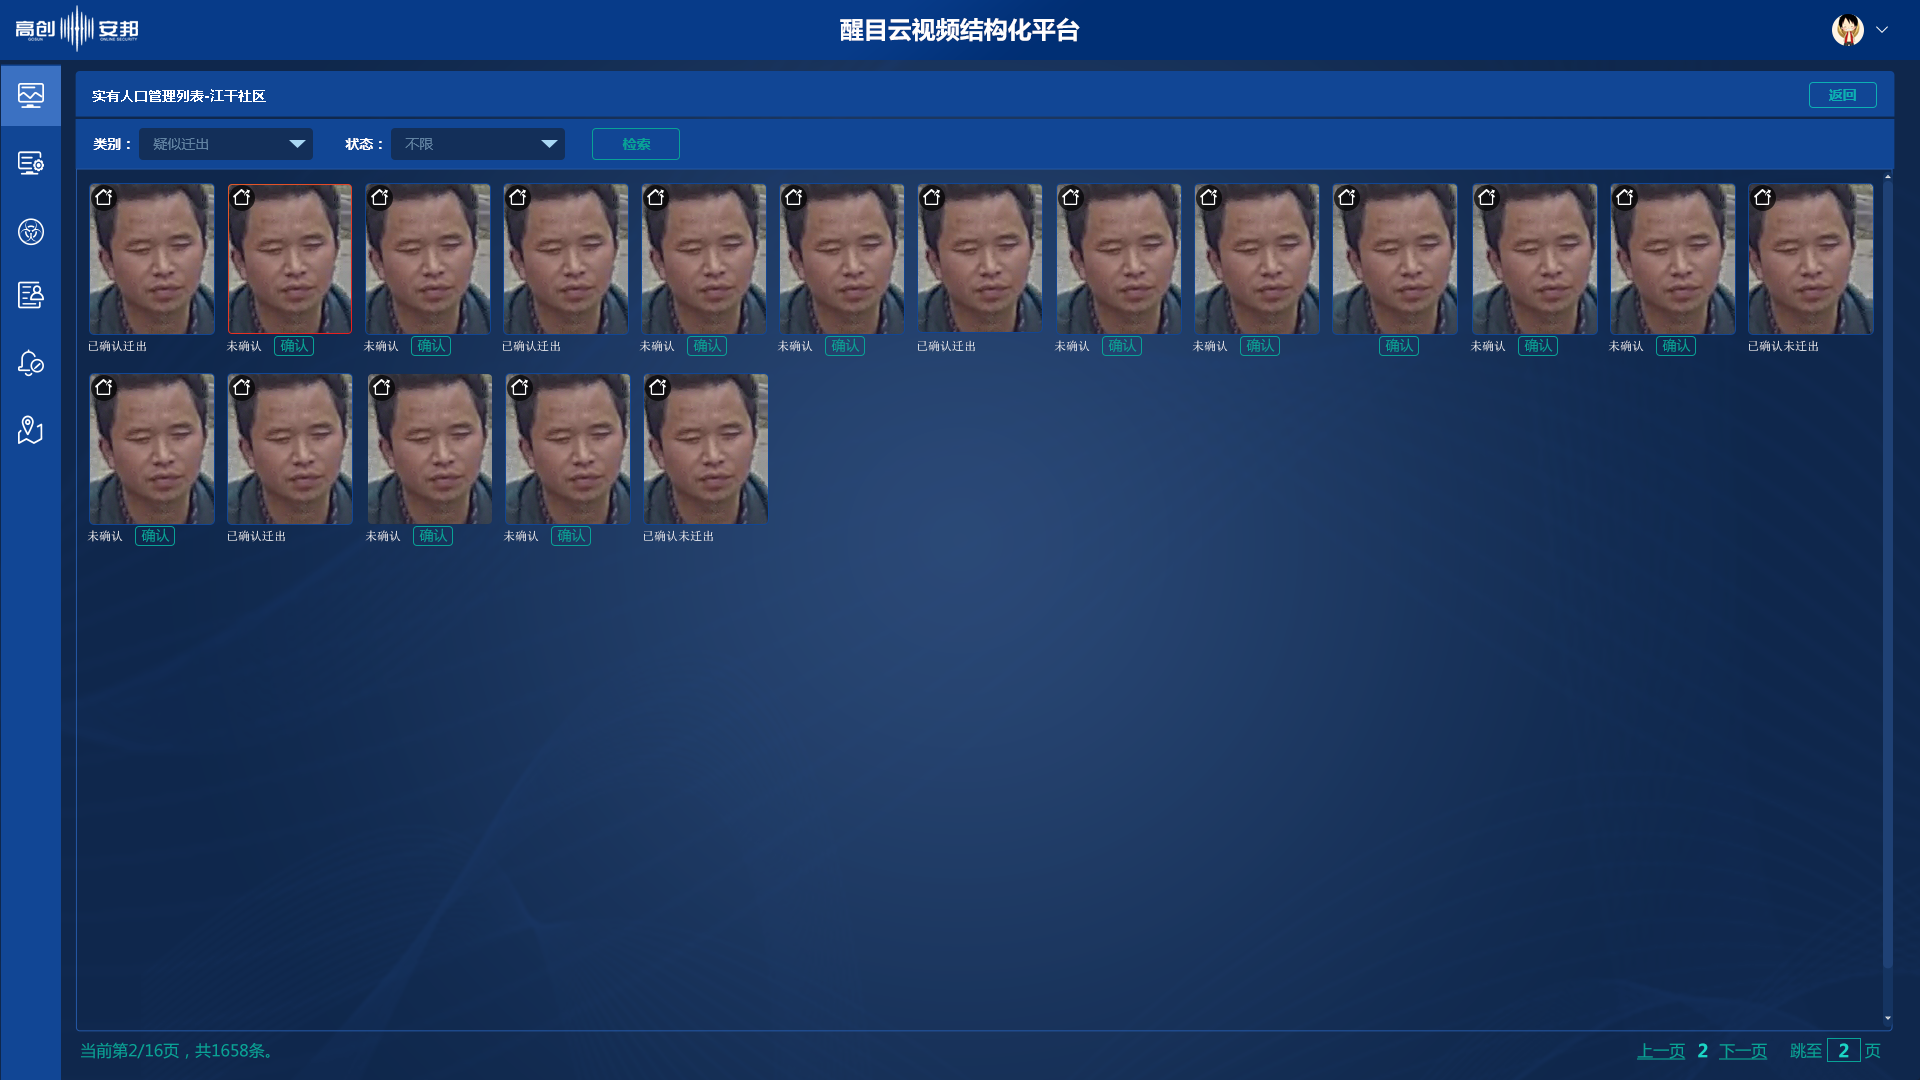 高创 安邦
GOSUN ONLINE SECURITY
醒目云视频结构化平台
实有人口管理列表-江干社区
返回
类别： 疑似迁出 状态： 不限 检索
已确认迁出 未确认 确认 未确认 确认 已确认迁出 未确认 确认 未确认 确认 已确认迁出 未确认 确认 未确认 确认 确认 未确认 确认 未确认 确认 已确认未迁出
未确认 确认 已确认迁出 未确认 确认 未确认 确认 已确认未迁出
当前第2/16页，共1658条。 上一页 2 下一页 跳至 2 页